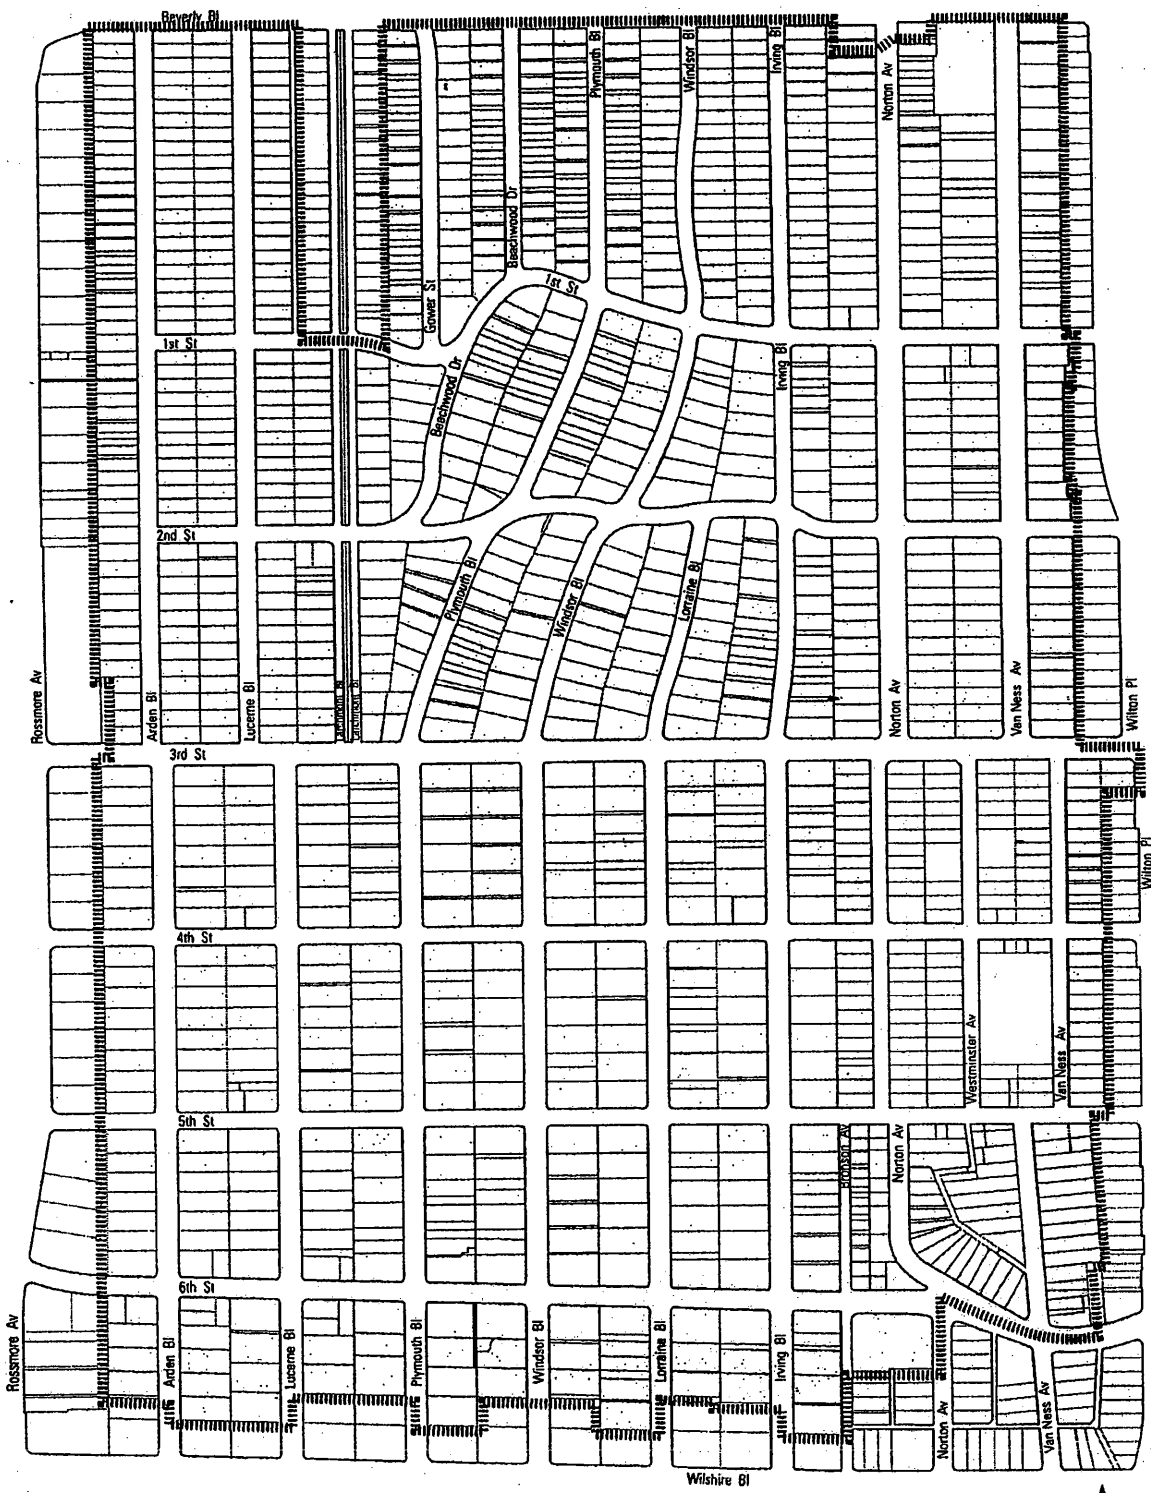 Beverly Bl
Plymouth Bl
Windsor Bl
Irving Bl
Norton Av
Beachwood Dr
Gower St
1st St
1st St
Beachwood Dr
Irving Bl
2nd St
Plymouth Bl
Windsor Bl
Lorraine Bl
Rossmore Av
Arden Bl
Lucerne Bl
Larchmont Bl
Larchmont Bl
Norton Av
Van Ness Av
Wilton Pl
3rd St
Wilton Pl
4th St
Westminster Av
Van Ness Av
5th St
Bronson Av
Norton Av
6th St
Rossmore Av
Arden Bl
Lucerne Bl
Plymouth Bl
Windsor Bl
Lorraine Bl
Irving Bl
Norton Av
Van Ness Av
Wilshire Bl